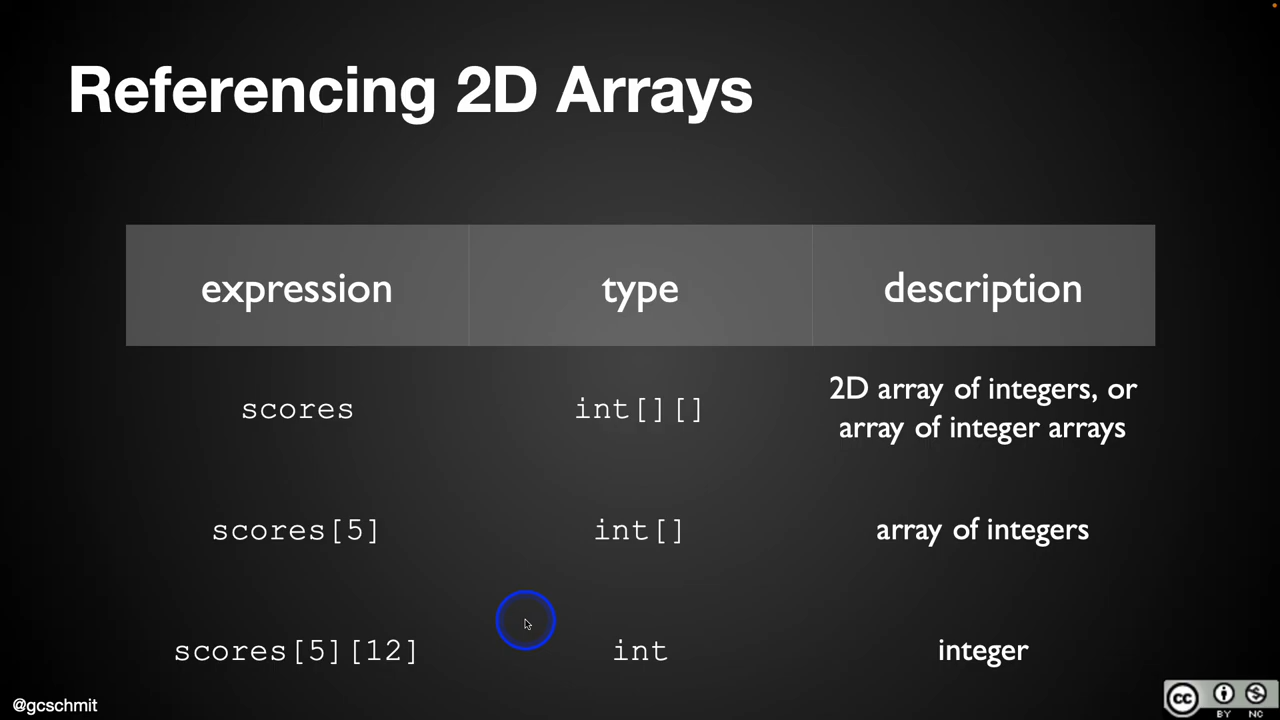 Referencing 2D Arrays
expression type description
scores int[][] 2D array of integers, or
array of integer arrays
scores[5] int[] array of integers
scores[5][12] int integer
@gcschmit
cc BY NC